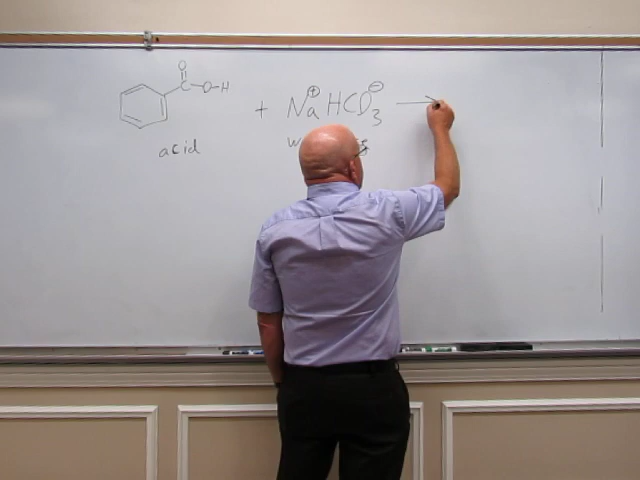 O
C O-H
+ Na⊕ HCO₃⊖ →
acid